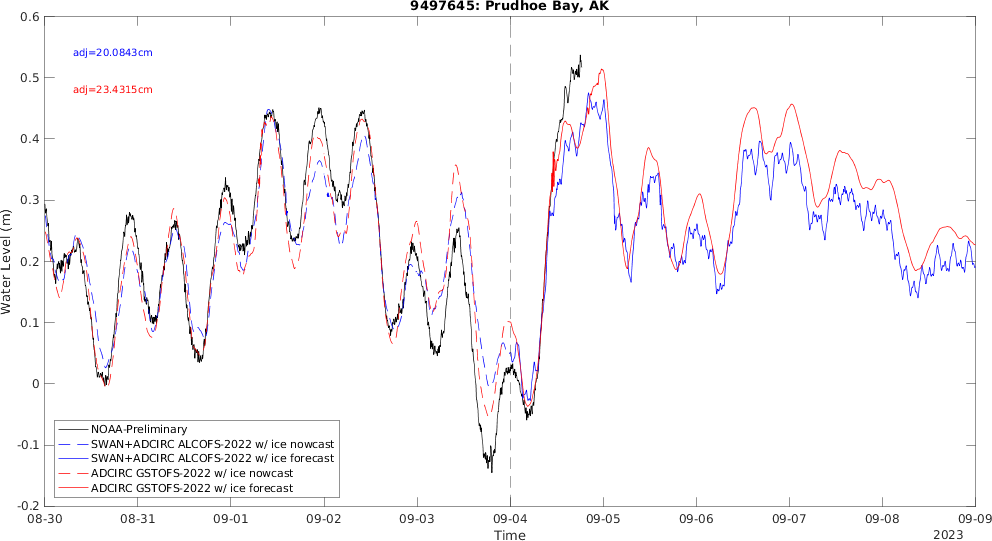 9497645: Prudhoe Bay, AK
0.6
adj=20.0843cm
0.5
adj=23.4315cm
0.4
0.3
0.2
0.1
0
-0.1
-0.2
Water Level (m)
NOAA-Preliminary
SWAN+ADCIRC ALCOFS-2022 w/ ice nowcast
SWAN+ADCIRC ALCOFS-2022 w/ ice forecast
ADCIRC GSTOFS-2022 w/ ice nowcast
ADCIRC GSTOFS-2022 w/ ice forecast
08-30 08-31 09-01 09-02 09-03 09-04 09-05 09-06 09-07 09-08 09-09
Time
2023